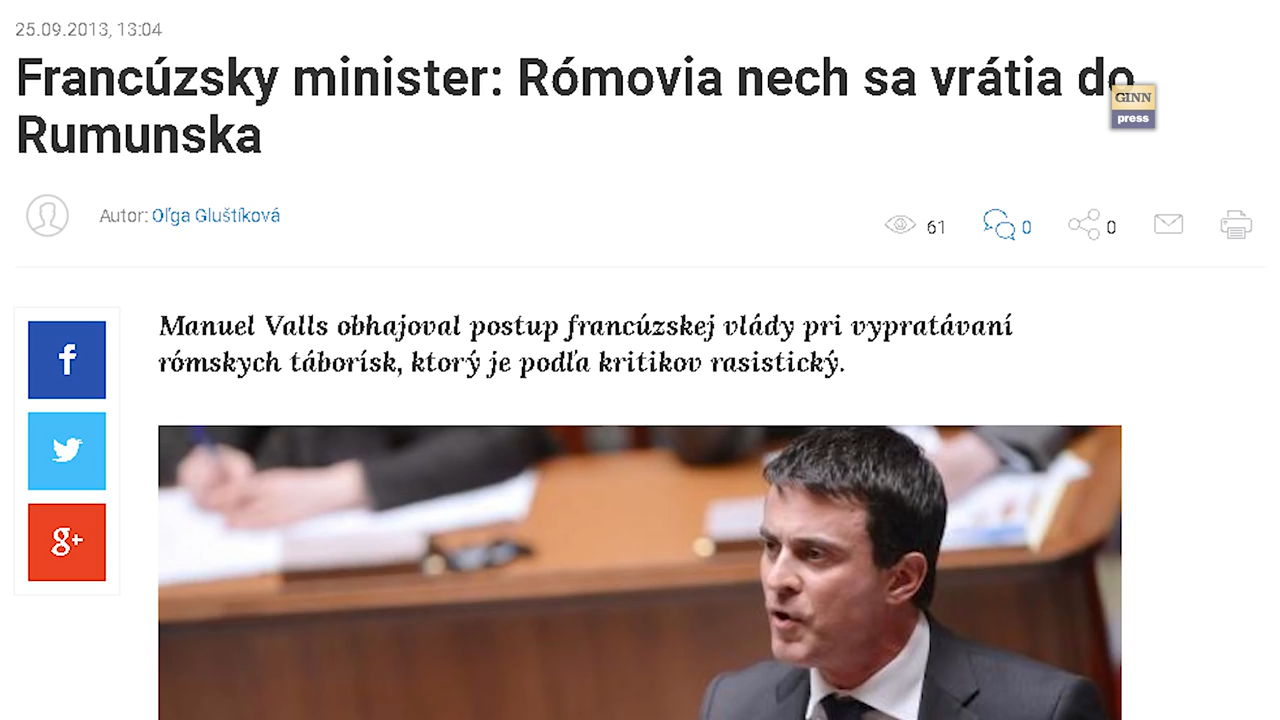 25.09.2013, 13:04
Francúzsky minister: Rómovia nech sa vrátia do
Rumunska
GINN
press
Autor: Oľga Gluštíková
61
0
0
Manuel Valls obhajoval postup francúzskej vlády pri vypratávaní
rómskych táborísk, ktorý je podľa kritikov rasistický.
f
g+